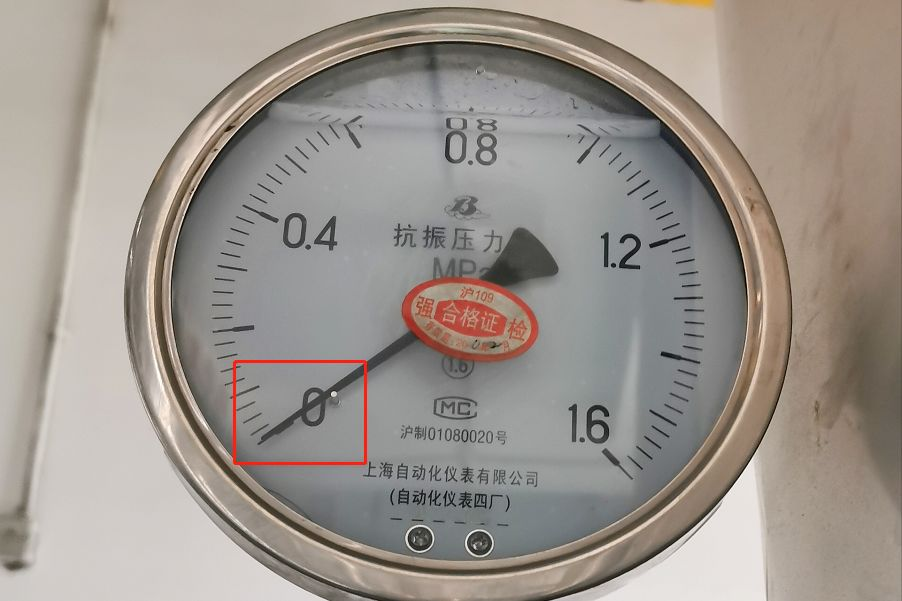 0.8
0.8
0.4
抗振压力
1.2
MPa
沪109
强 合格证 检
1.6
0
MC
1.6
沪制01080020号
上海自动化仪表有限公司
(自动化仪表四厂)